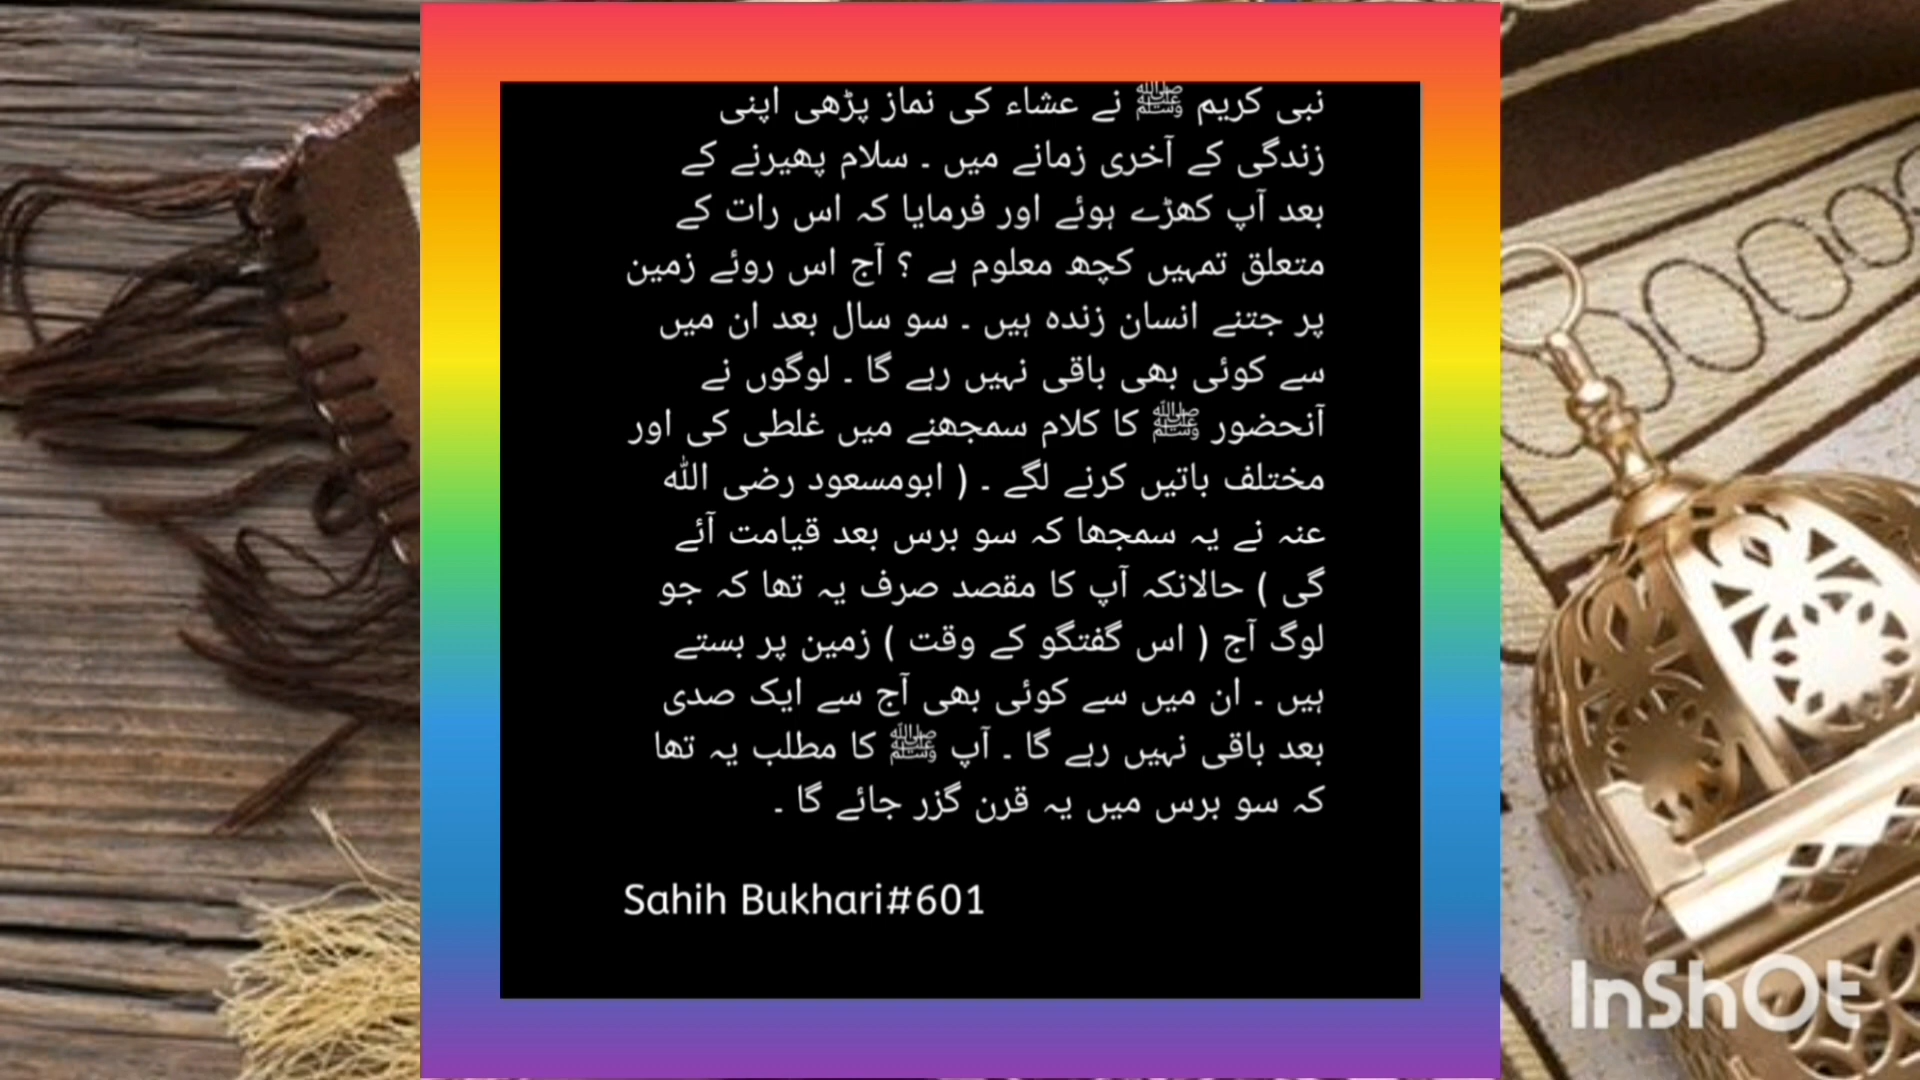 نبی کریم ﷺ نے عشاء کی نماز پڑھی اپنی
زندگی کے آخری زمانے میں ۔ سلام پھیرنے کے
بعد آپ کھڑے ہوئے اور فرمایا کہ اس رات کے
متعلق تمہیں کچھ معلوم ہے ؟ آج اس روئے زمین
پر جتنے انسان زندہ ہیں ۔ سو سال بعد ان میں
سے کوئی بھی باقی نہیں رہے گا ۔ لوگوں نے
آنحضور ﷺ کا کلام سمجھنے میں غلطی کی اور
مختلف باتیں کرنے لگے ۔ ( ابومسعود رضی اللہ
عنہ نے یہ سمجھا کہ سو برس بعد قیامت آئے
گی ) حالانکہ آپ کا مقصد صرف یہ تھا کہ جو
لوگ آج ( اس گفتگو کے وقت ) زمین پر بستے
ہیں ۔ ان میں سے کوئی بھی آج سے ایک صدی
بعد باقی نہیں رہے گا ۔ آپ ﷺ کا مطلب یہ تھا
کہ سو برس میں یہ قرن گزر جائے گا ۔
Sahih Bukhari#601
InShOt